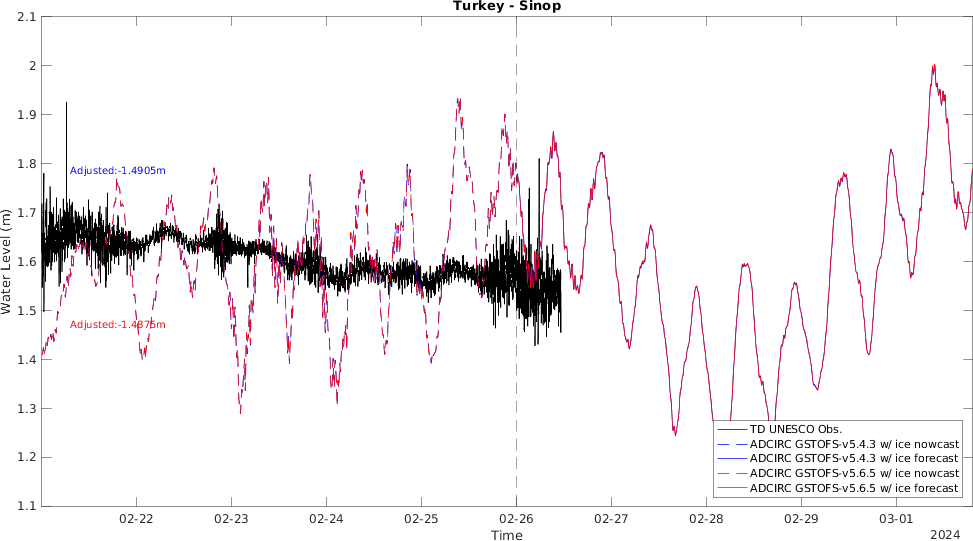 Turkey - Sinop
2.1
2
1.9
1.8
1.7
1.6
1.5
1.4
1.3
1.2
1.1
Water Level (m)
Adjusted:-1.4905m
Adjusted:-1.4875m
TD UNESCO Obs.
ADCIRC GSTOFS-v5.4.3 w/ ice nowcast
ADCIRC GSTOFS-v5.4.3 w/ ice forecast
ADCIRC GSTOFS-v5.6.5 w/ ice nowcast
ADCIRC GSTOFS-v5.6.5 w/ ice forecast
02-22 02-23 02-24 02-25 02-26 02-27 02-28 02-29 03-01
Time
2024